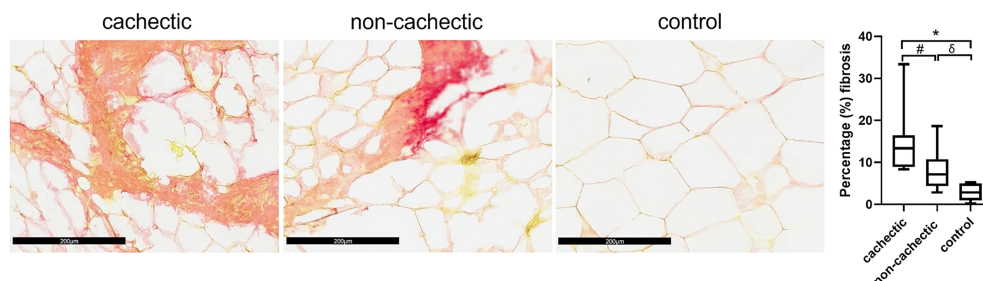 cachectic
non-cachectic
control
200µm
200µm
200µm
Percentage (%) fibrosis
40
30
20
10
0
*
#
δ
cachectic
non-cachectic
control